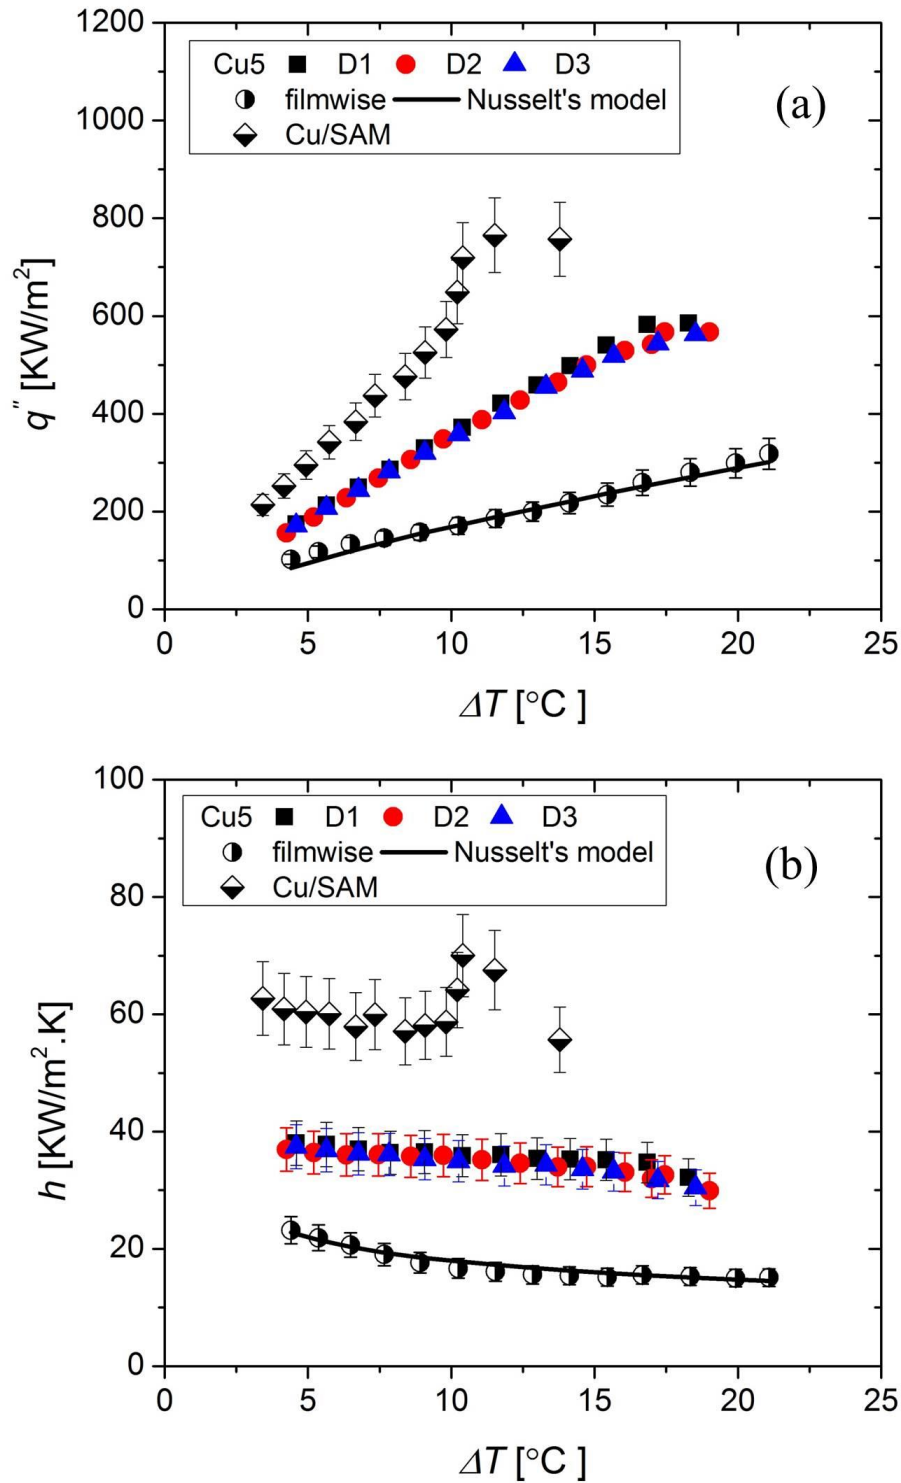 1200
1000
800
600
400
200
0
q″ [KW/m²]
Cu5 D1 D2 D3
filmwise Nusselt's model
Cu/SAM
(a)
0 5 10 15 20 25
ΔT [°C ]
100
80
60
40
20
0
h [KW/m².K]
Cu5 D1 D2 D3
filmwise Nusselt's model
Cu/SAM
(b)
0 5 10 15 20 25
ΔT [°C ]